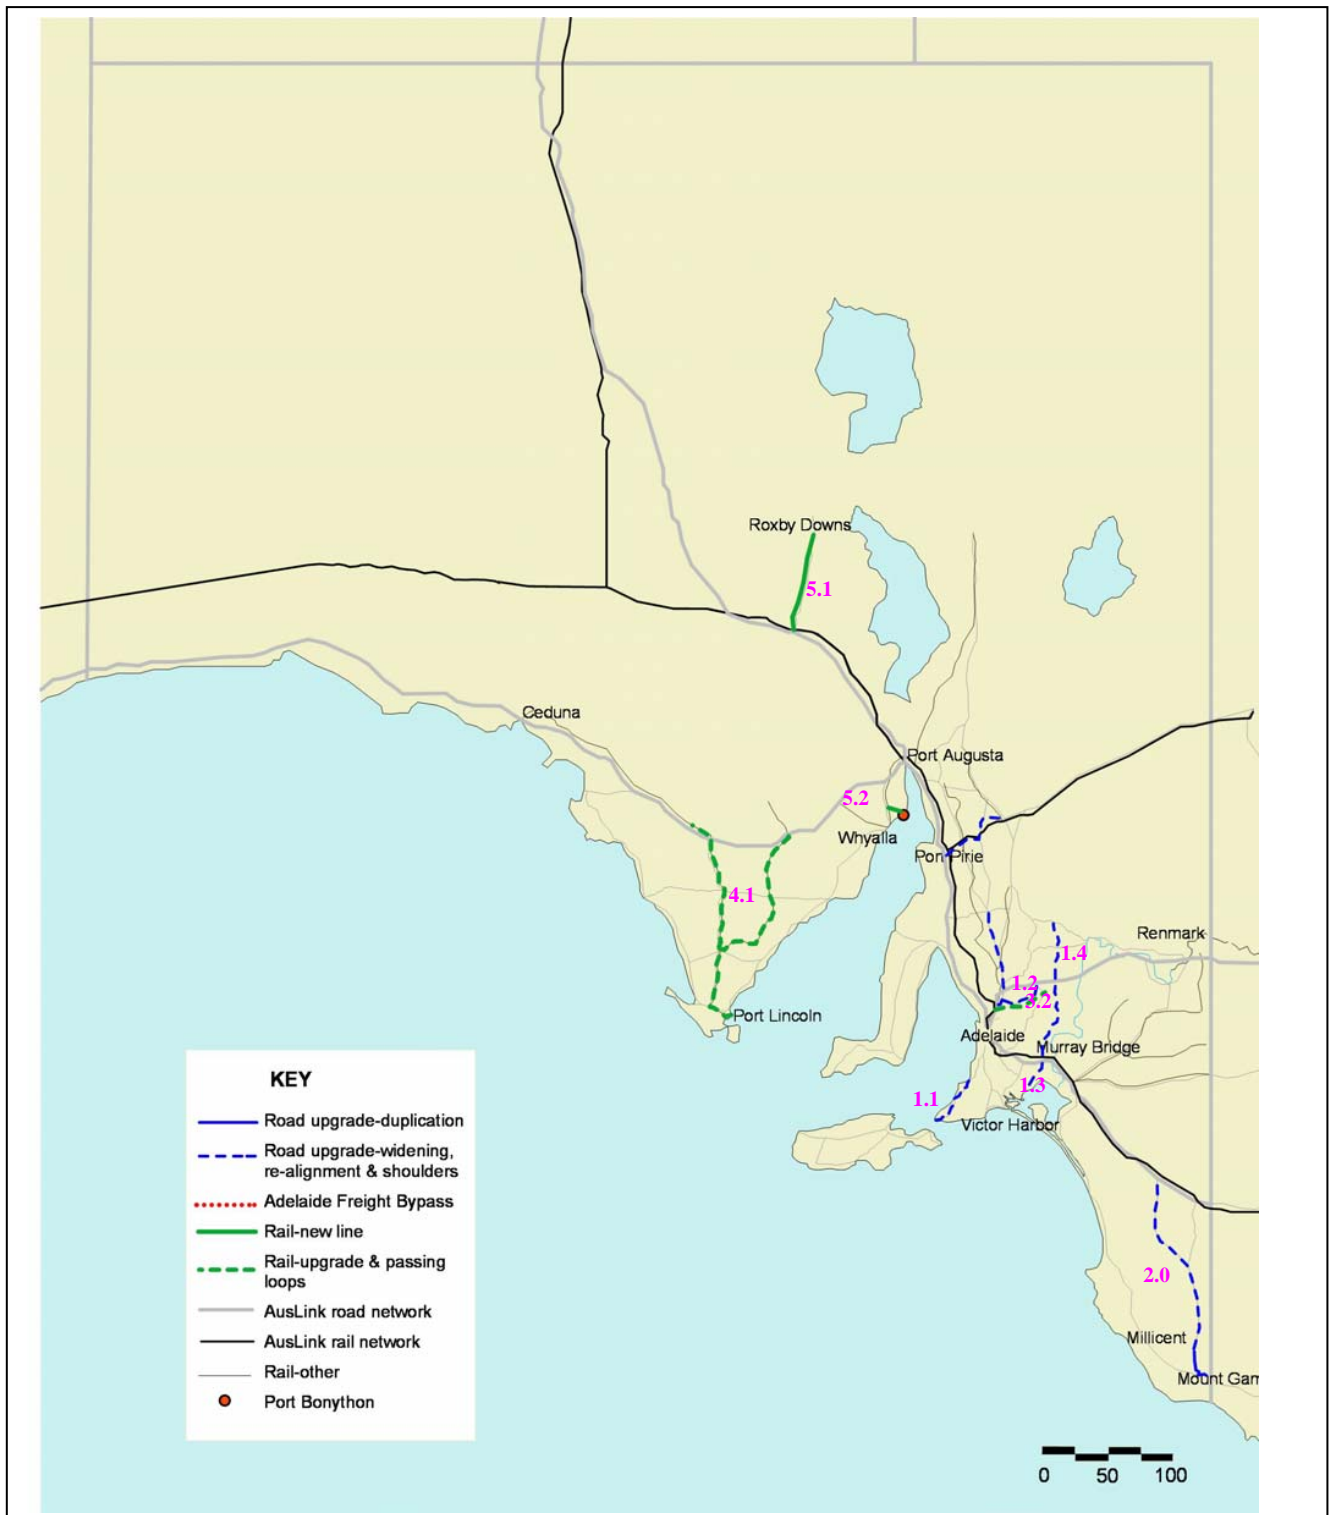 Roxby Downs
5.1
Ceduna
Port Augusta
5.2
Whyalla
Port Pirie
4.1
Renmark
1.4
1.2
3.2
Port Lincoln
Adelaide
Murray Bridge
1.3
1.1
Victor Harbor
2.0
Millicent
Mount Gam
KEY
Road upgrade-duplication
Road upgrade-widening,
re-alignment & shoulders
Adelaide Freight Bypass
Rail-new line
Rail-upgrade & passing
loops
AusLink road network
AusLink rail network
Rail-other
Port Bonython
0 50 100